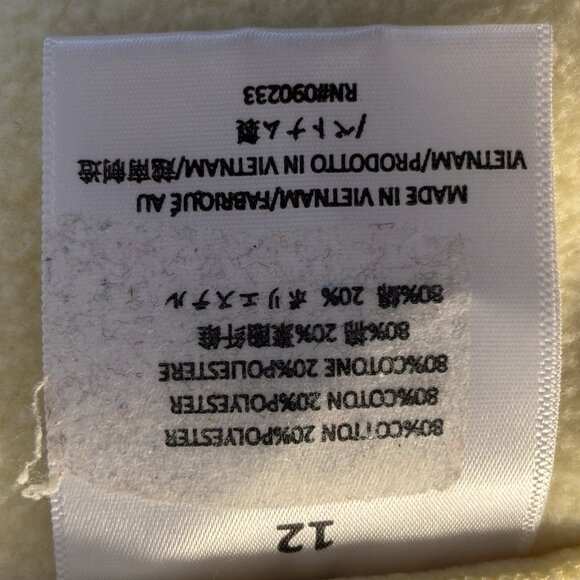 12
80%COTTON 20%POLYESTER
80%COTON 20%POLYESTER
80%COTONE 20%POLIESTERE
80%棉 20%聚酯纤维
80%綿 20% ポリエステル
MADE IN VIETNAM/FABRIQUÉ AU
VIETNAM/PRODOTTO IN VIETNAM/越南制造
/ベトナム製
RN#090233